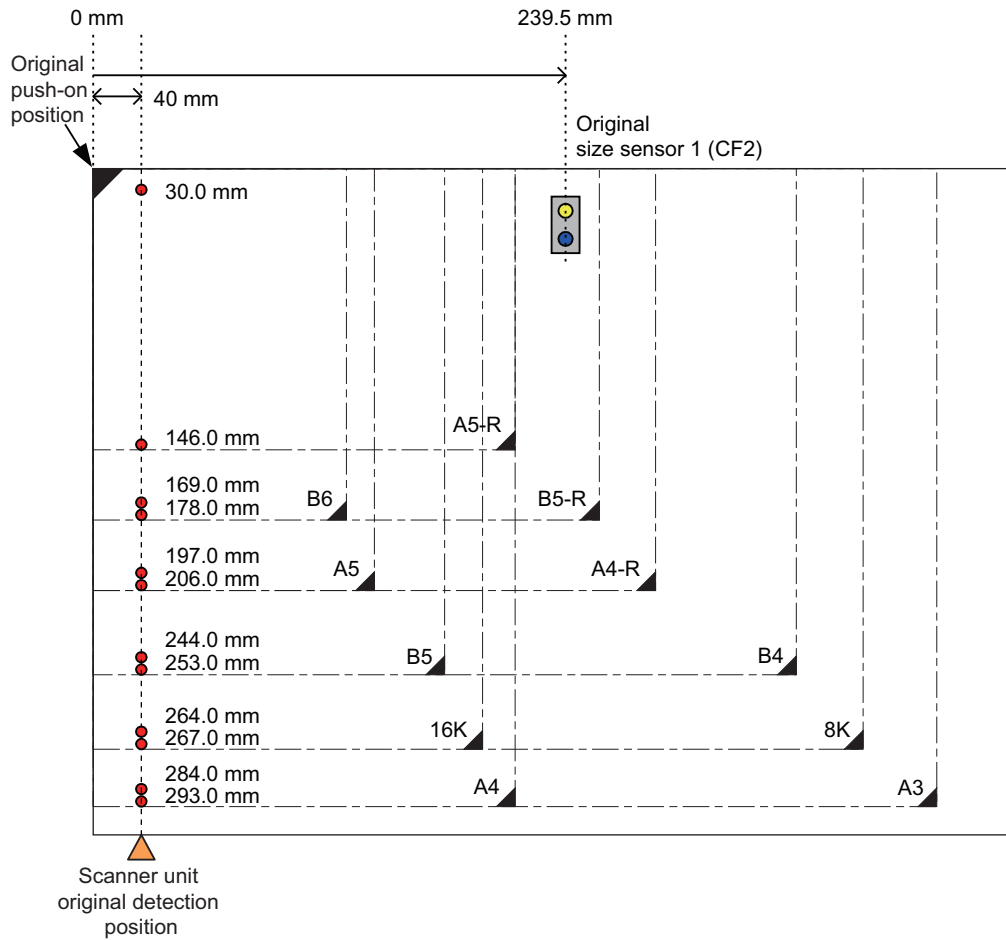 0 mm
239.5 mm
Original
push-on
position
40 mm
Original
size sensor 1 (CF2)
30.0 mm
146.0 mm
A5-R
169.0 mm
178.0 mm
B6
B5-R
197.0 mm
206.0 mm
A5
A4-R
244.0 mm
253.0 mm
B5
B4
264.0 mm
267.0 mm
16K
8K
284.0 mm
293.0 mm
A4
A3
Scanner unit
original detection
position